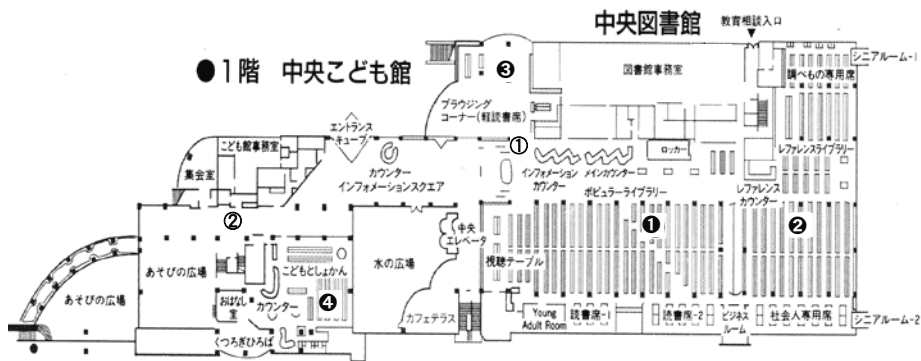 中央図書館
教育相談入口
●1階 中央こども館
❸
図書館事務室
シニアルーム-1
調べもの専用席
ブラウジング
コーナー(軽読書席)
エントランス
キューブ
こども館事務室
①
ロッカー
レファレンスライブラリー
集会室
カウンター
インフォメーションスクエア
インフォメーション
カウンター
メインカウンター
ポピュラーライブラリー
レファレンス
カウンター
②
❶
❷
中央
エレベータ
水の広場
視聴テーブル
あそびの広場
こどもとしょかん
あそびの広場
おはなし
室
カウンター
❹
カフェテラス
Young
Adult Room
読書席-1
読書席-2
ビジネス
ルーム
社会人専用席
シニアルーム-2
くつろぎひろば